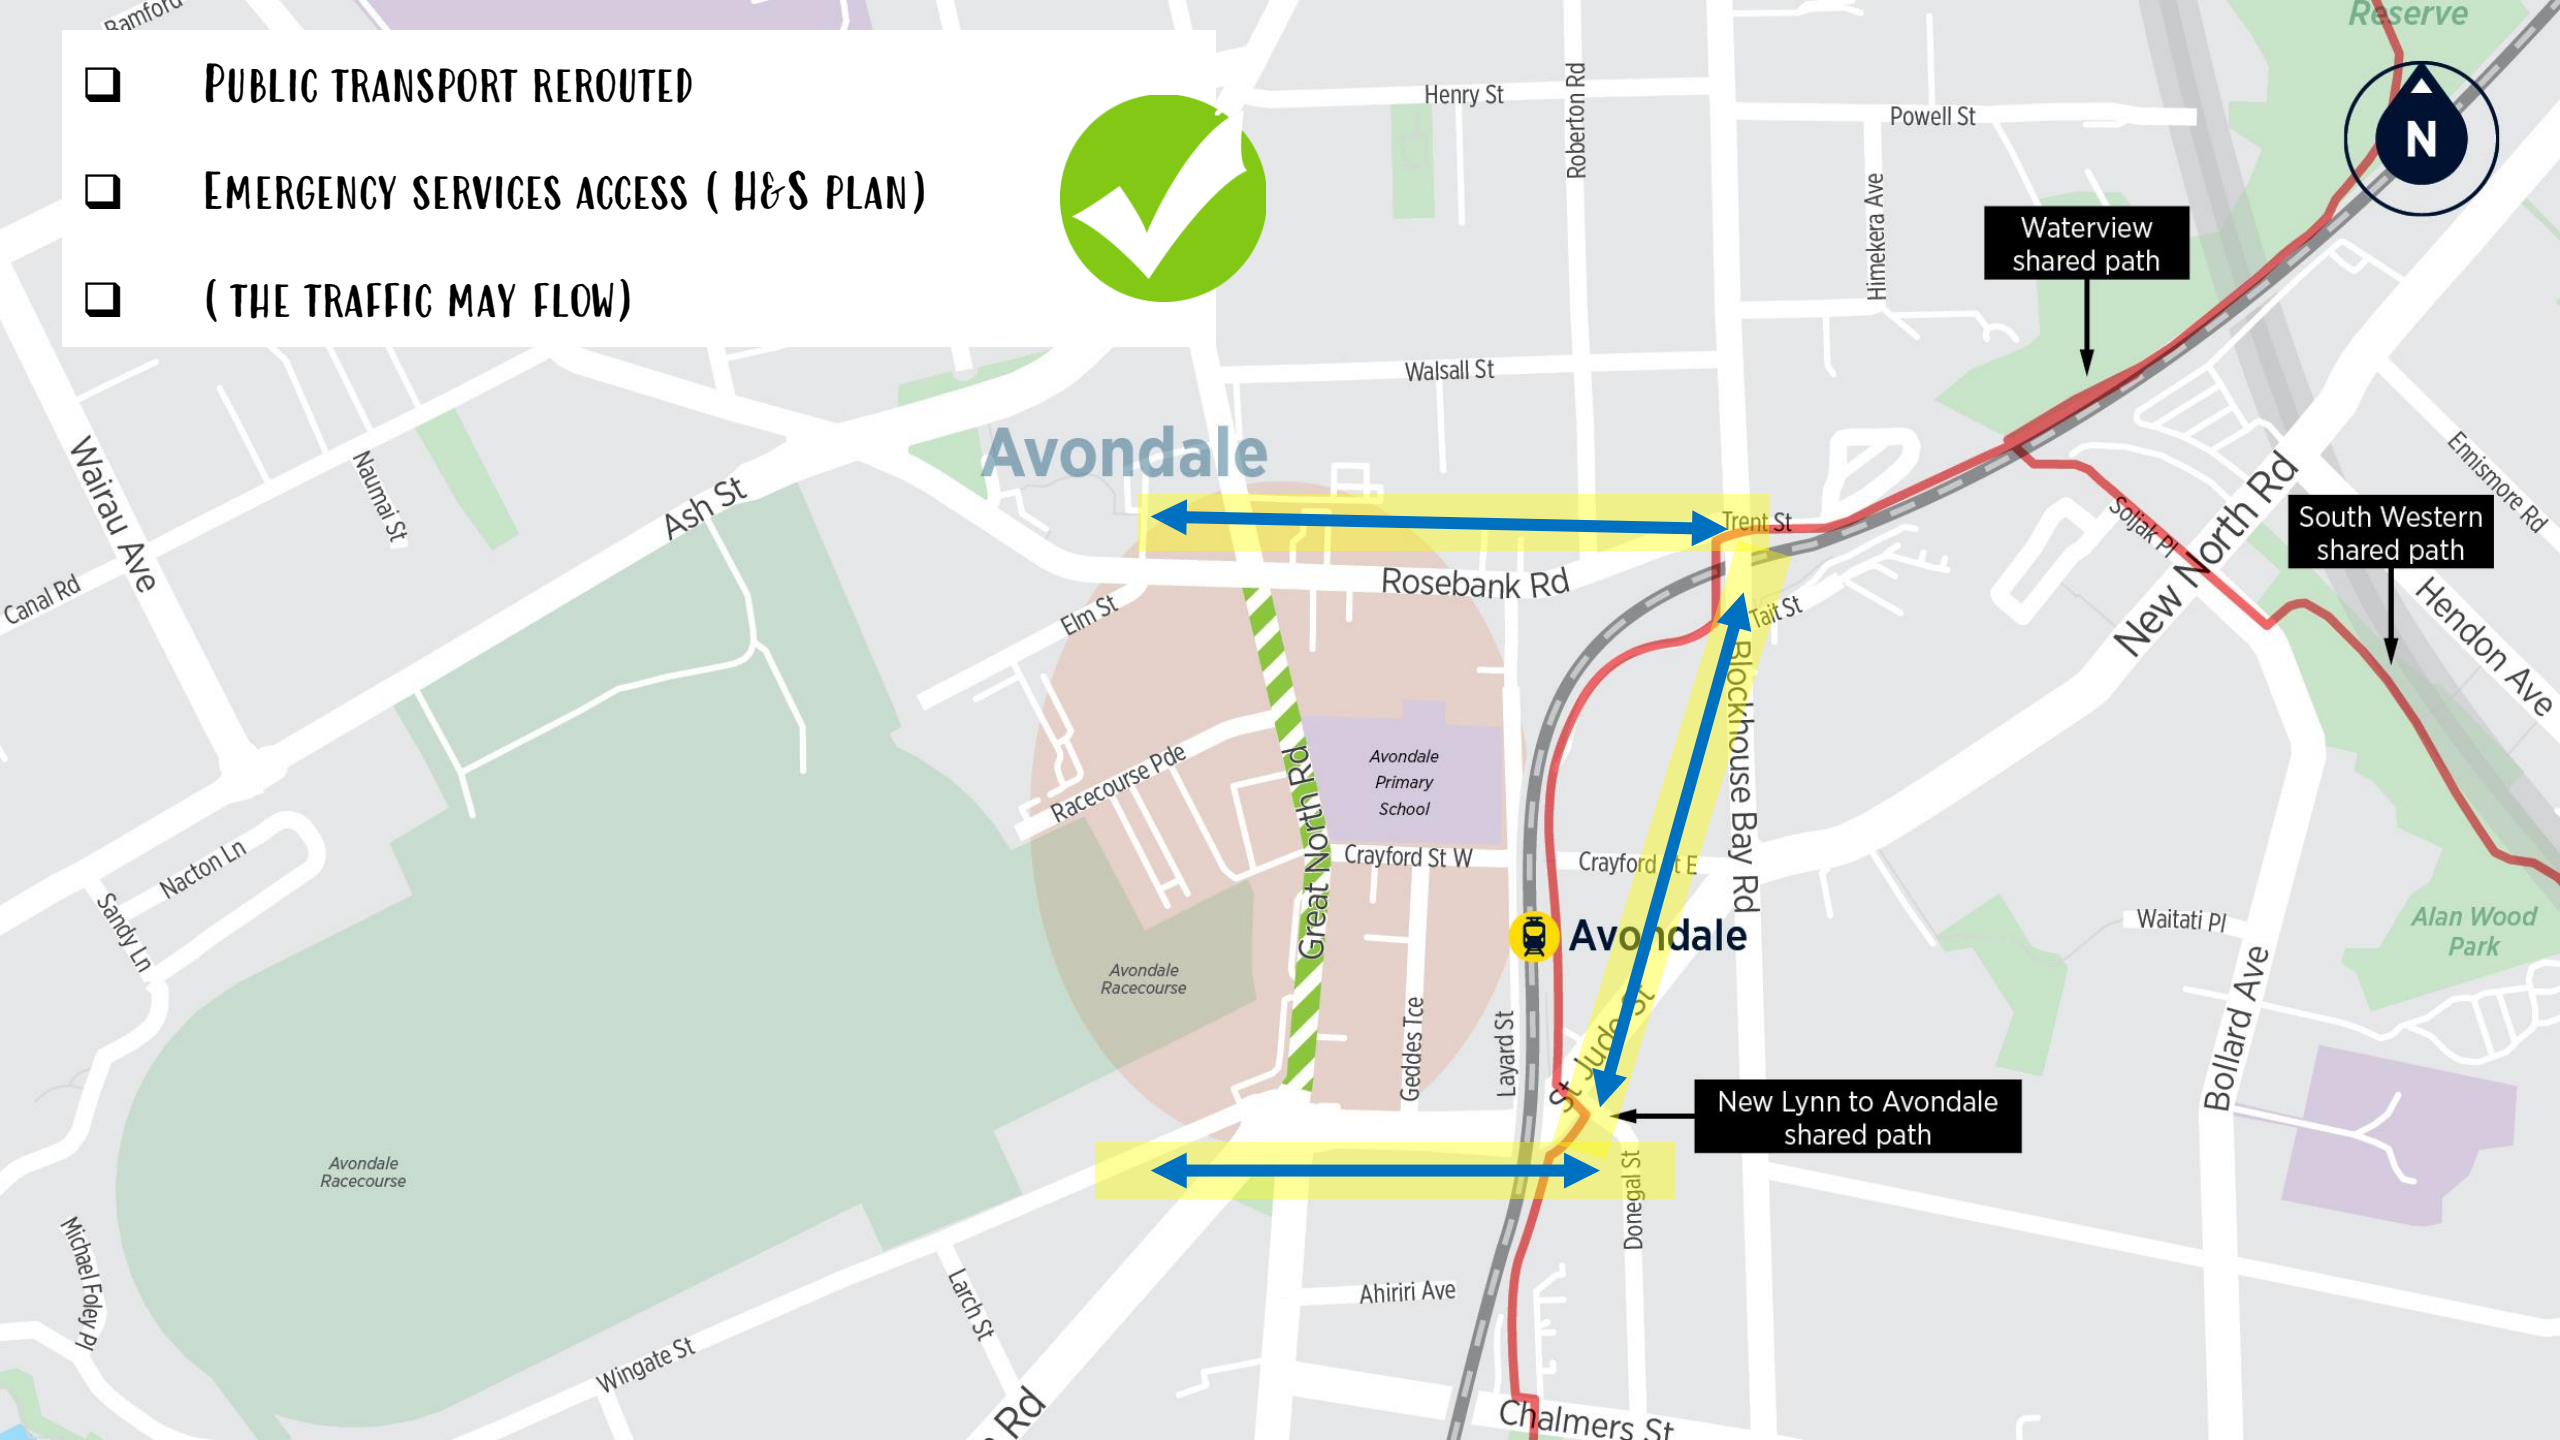 Bamford
Reserve
❑ Public transport rerouted
❑ Emergency services access ( H&S plan)
❑ ( the traffic may flow)
Henry St
Roberton Rd
Powell St
N
Himekera Ave
Waterview
shared path
Walsall St
Wairau Ave
Naumai St
Ash St
Avondale
Trent St
Soljak Pl
New North Rd
Ennismore Rd
South Western
shared path
Canal Rd
Elm St
Rosebank Rd
Tait St
Hendon Ave
Racecourse Pde
Great North Rd
Avondale
Primary
School
Blockhouse Bay Rd
Nacton Ln
Sandy Ln
Crayford St W
Crayford St E
Avondale
Waitati Pl
Alan Wood
Park
Avondale
Racecourse
Geddes Tce
Layard St
St Jude St
Bollard Ave
New Lynn to Avondale
shared path
Avondale
Racecourse
Donegal St
Michael Foley Pl
Larch St
Ahiriri Ave
Wingate St
Rd
Chalmers St